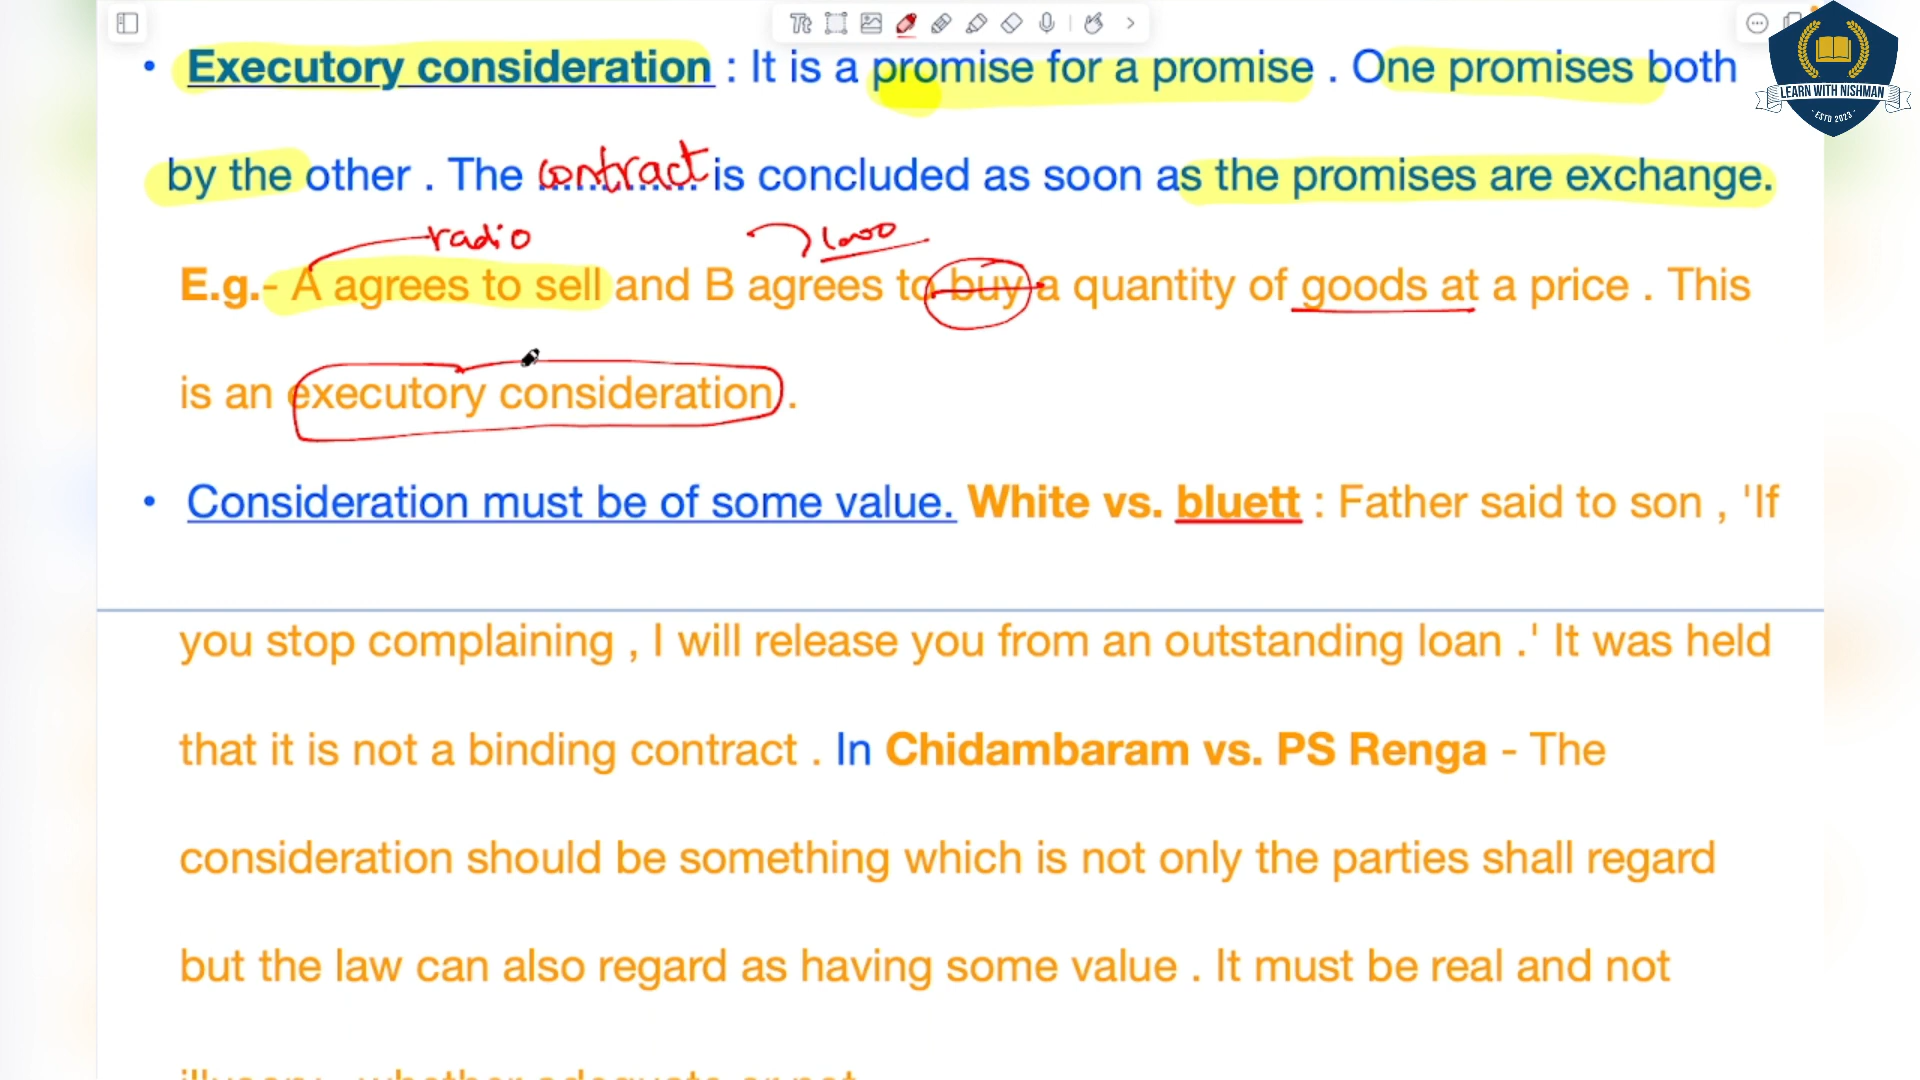 • Executory consideration : It is a promise for a promise . One promises both
LEARN WITH NISHMAN
- ESTD 2023 -
by the other . The contract is concluded as soon as the promises are exchange.
radio
1000
E.g.- A agrees to sell and B agrees to buy a quantity of goods at a price . This
is an executory consideration .
• Consideration must be of some value. White vs. bluett : Father said to son , 'If
you stop complaining , I will release you from an outstanding loan .' It was held
that it is not a binding contract . In Chidambaram vs. PS Renga - The
consideration should be something which is not only the parties shall regard
but the law can also regard as having some value . It must be real and not